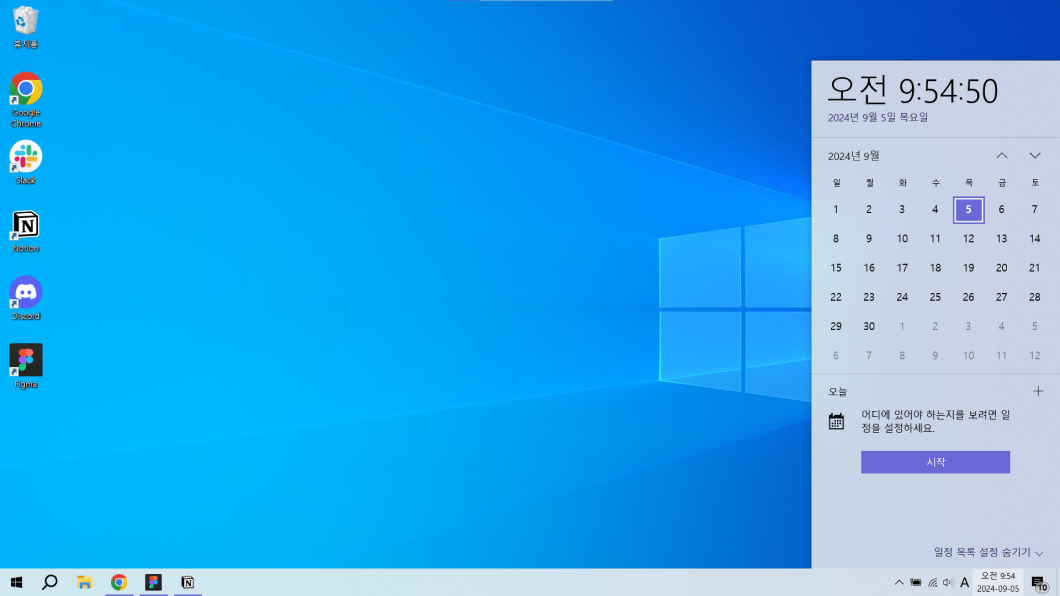 휴지통
Google
Chrome
Slack
Notion
Discord
Figma
오전 9:54:50
2024년 9월 5일 목요일
2024년 9월
일 월 화 수 목 금 토
1 2 3 4 5 6 7
8 9 10 11 12 13 14
15 16 17 18 19 20 21
22 23 24 25 26 27 28
29 30 1 2 3 4 5
6 7 8 9 10 11 12
오늘
어디에 있어야 하는지를 보려면 일
정을 설정하세요.
시작
일정 목록 설정 숨기기
A
오전 9:54
2024-09-05
10